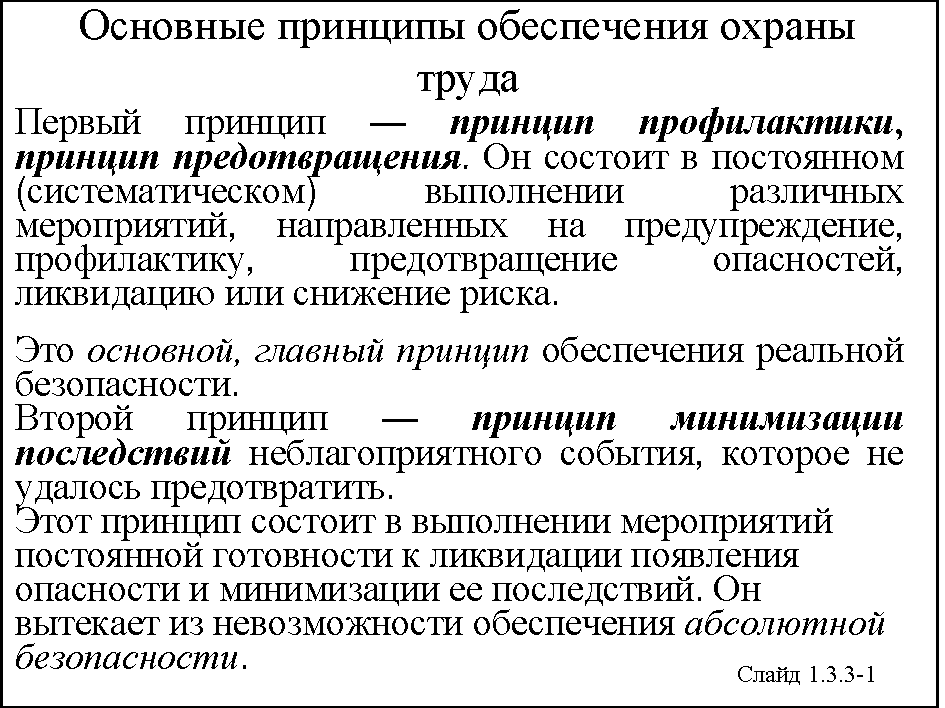 Основные принципы обеспечения охраны
труда
Первый принцип — принцип профилактики,
принцип предотвращения. Он состоит в постоянном
(систематическом) выполнении различных
мероприятий, направленных на предупреждение,
профилактику, предотвращение опасностей,
ликвидацию или снижение риска.
Это основной, главный принцип обеспечения реальной
безопасности.
Второй принцип — принцип минимизации
последствий неблагоприятного события, которое не
удалось предотвратить.
Этот принцип состоит в выполнении мероприятий
постоянной готовности к ликвидации появления
опасности и минимизации ее последствий. Он
вытекает из невозможности обеспечения абсолютной
безопасности.
Слайд 1.3.3-1